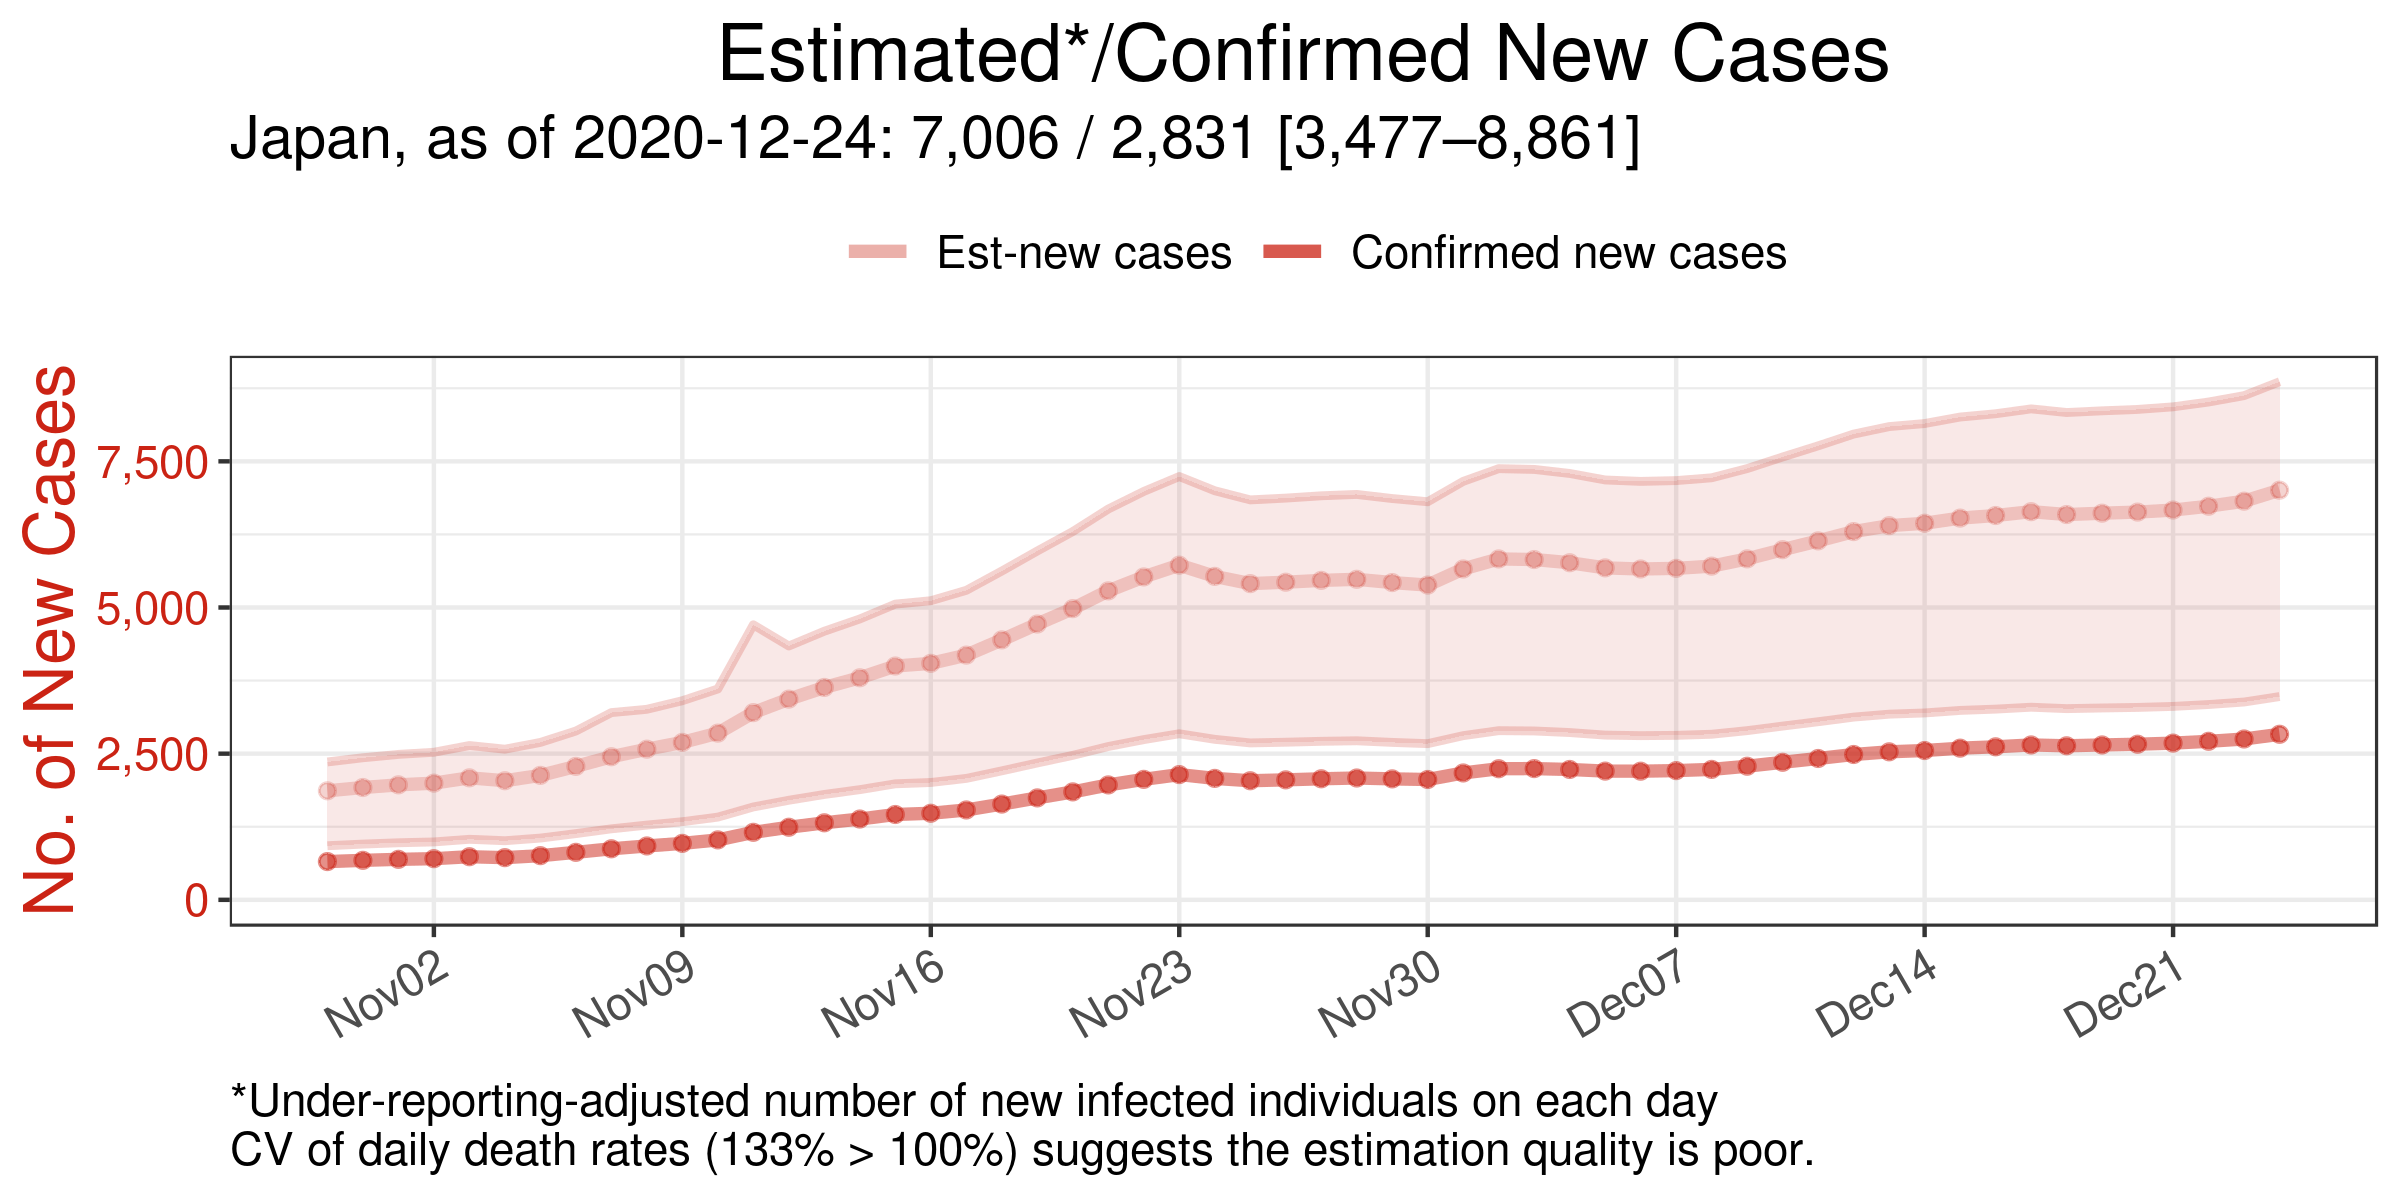 Estimated*/Confirmed New Cases
Japan, as of 2020-12-24: 7,006 / 2,831 [3,477–8,861]
Est-new cases
Confirmed new cases
No. of New Cases
7,500
5,000
2,500
0
Nov02
Nov09
Nov16
Nov23
Nov30
Dec07
Dec14
Dec21
*Under-reporting-adjusted number of new infected individuals on each day
CV of daily death rates (133% > 100%) suggests the estimation quality is poor.